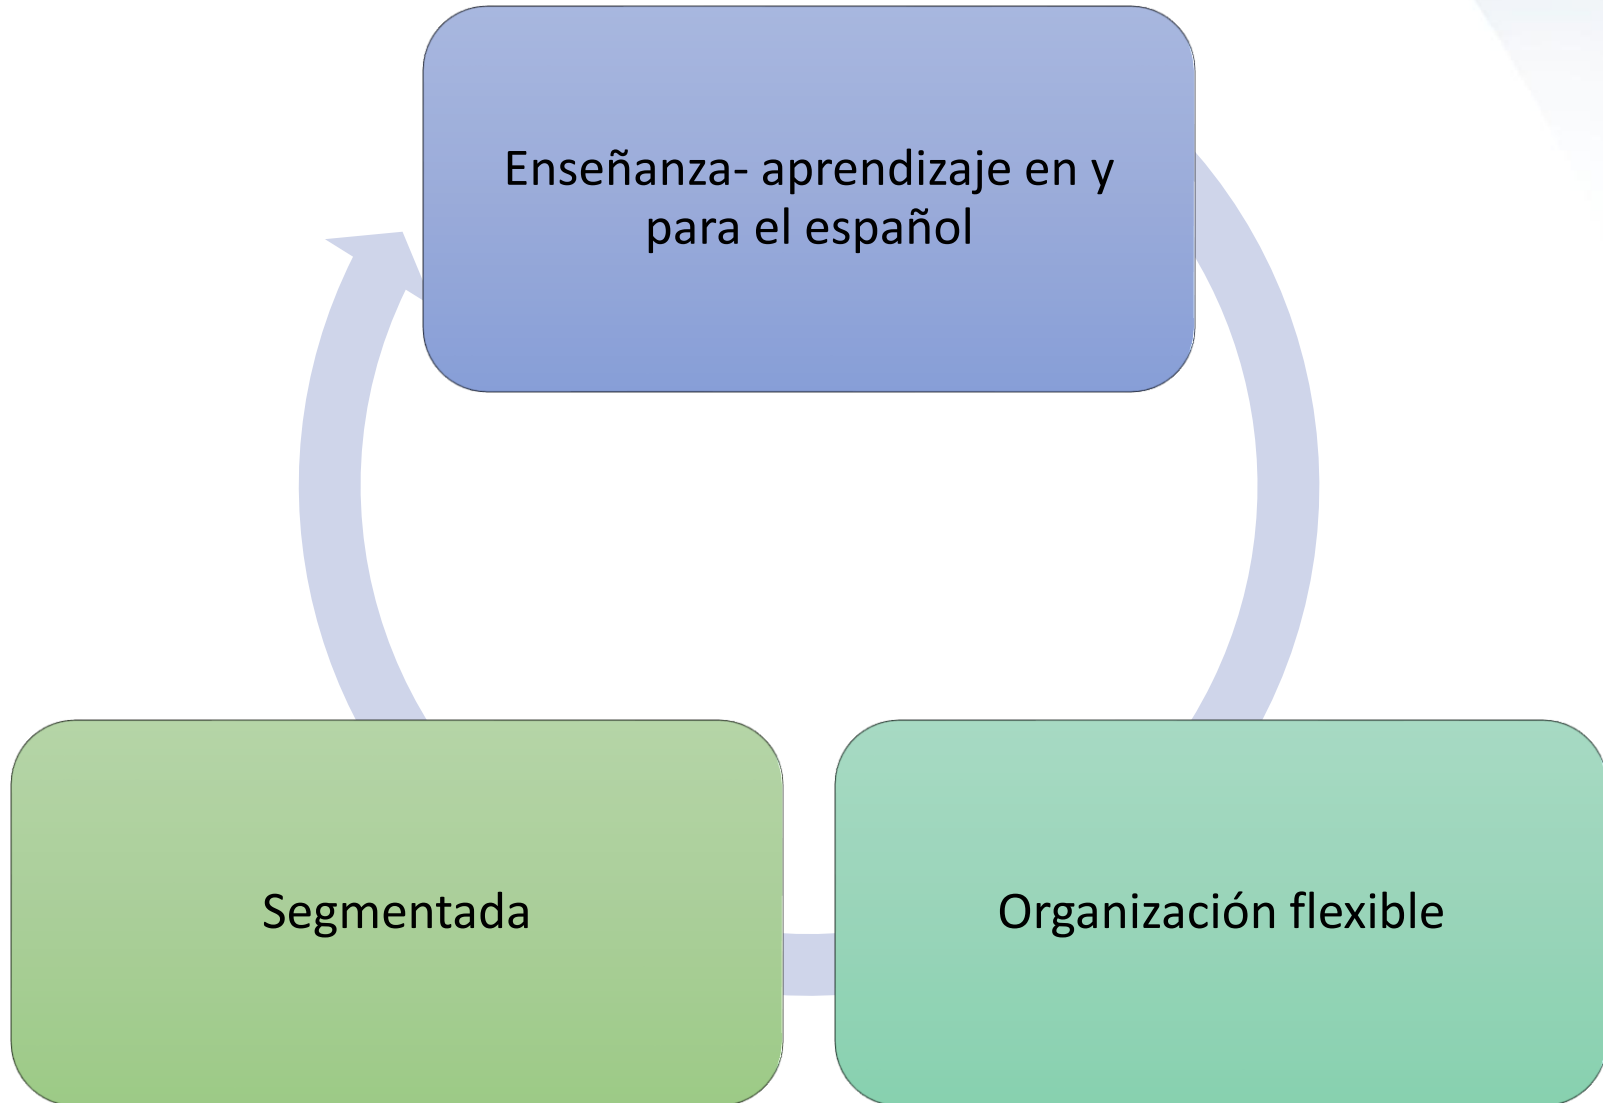 Enseñanza- aprendizaje en y
para el español
Segmentada
Organización flexible